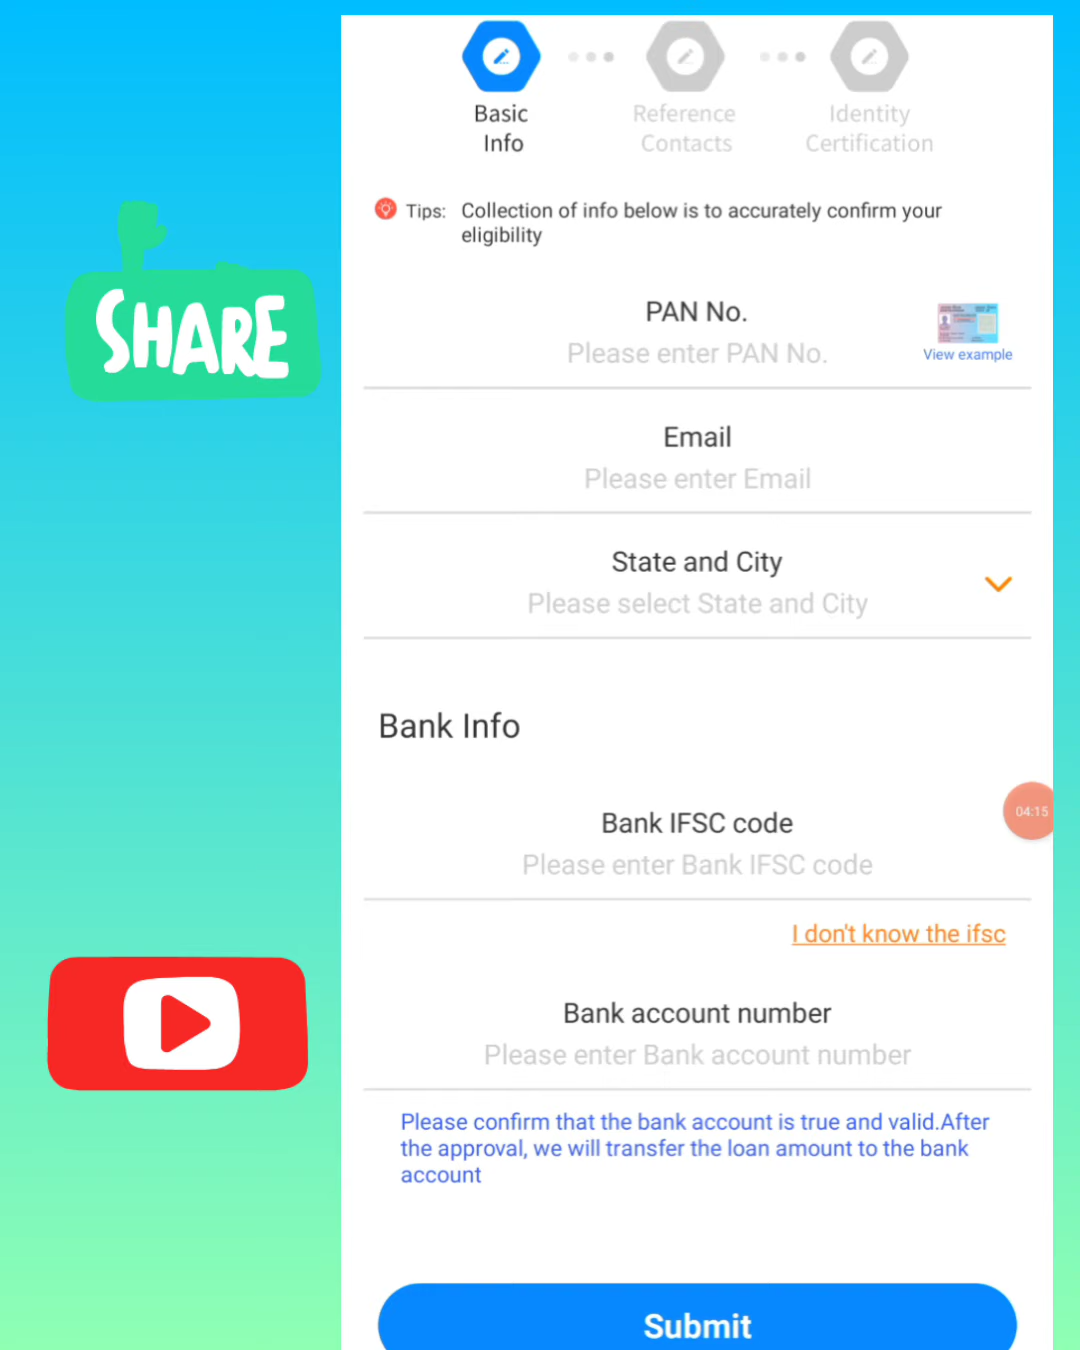 Basic
Info
Reference
Contacts
Identity
Certification
Tips: Collection of info below is to accurately confirm your
eligibility
SHARE
PAN No.
Please enter PAN No.
View example
Email
Please enter Email
State and City
Please select State and City
Bank Info
04:15
Bank IFSC code
Please enter Bank IFSC code
I don't know the ifsc
Bank account number
Please enter Bank account number
Please confirm that the bank account is true and valid.After
the approval, we will transfer the loan amount to the bank
account
Submit